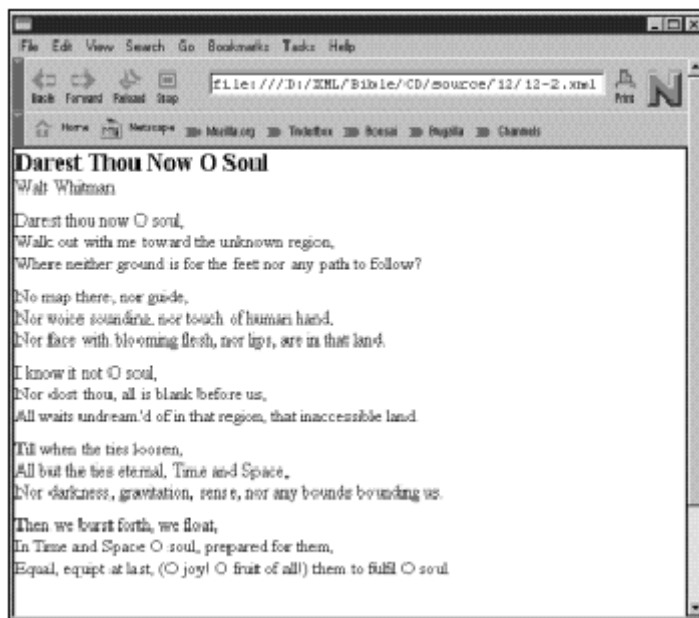 File Edit View Search Go Bookmarks Tasks Help
Back Forward Reload Stop
file:///D:/XML/Bible/CD/source/12/12-2.xml
Print
N
Home Netscape Mozilla.org Tinderbox Bonsai Bugzilla Channels
Darest Thou Now O Soul
Walt Whitman
Darest thou now O soul,
Walk out with me toward the unknown region,
Where neither ground is for the feet nor any path to follow?
No map there, nor guide,
Nor voice sounding, nor touch of human hand,
Nor face with blooming flesh, nor lips, are in that land.
I know it not O soul,
Nor dost thou, all is blank before us,
All waits undream'd of in that region, that inaccessible land.
Till when the ties loosen,
All but the ties eternal, Time and Space,
Nor darkness, gravitation, sense, nor any bounds bounding us.
Then we burst forth, we float,
In Time and Space O soul, prepared for them,
Equal, equipt at last, (O joy! O fruit of all!) them to fulfil O soul.